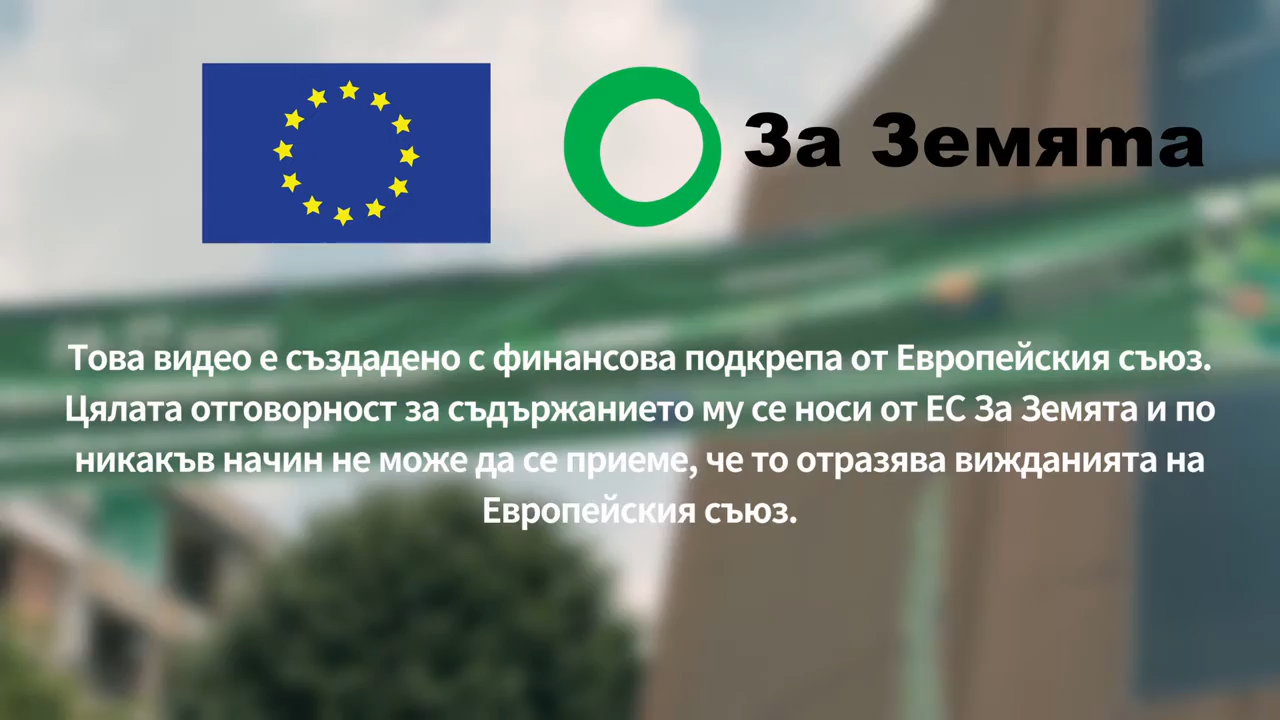 За Земята
Това видео е създадено с финансова подкрепа от Европейския съюз.
Цялата отговорност за съдържанието му се носи от ЕС За Земята и по
никакъв начин не може да се приеме, че то отразява вижданията на
Европейския съюз.